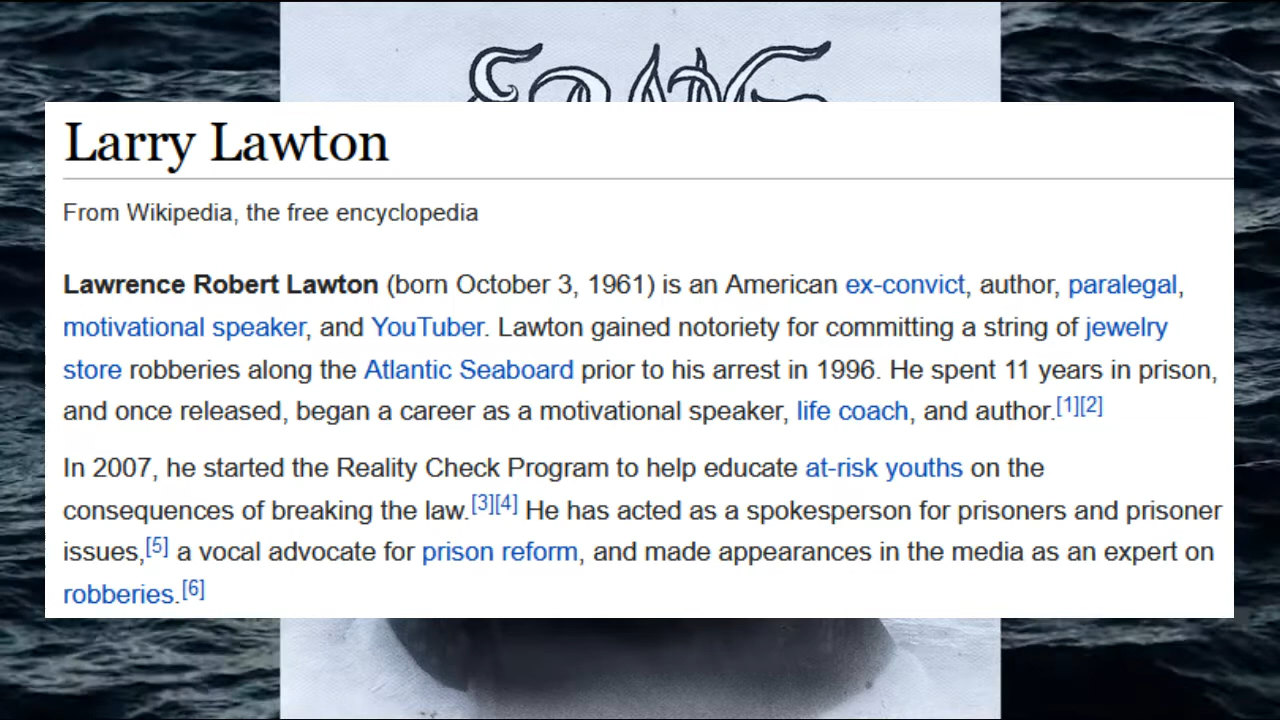 Larry Lawton
From Wikipedia, the free encyclopedia
Lawrence Robert Lawton (born October 3, 1961) is an American ex-convict, author, paralegal,
motivational speaker, and YouTuber. Lawton gained notoriety for committing a string of jewelry
store robberies along the Atlantic Seaboard prior to his arrest in 1996. He spent 11 years in prison,
and once released, began a career as a motivational speaker, life coach, and author.[1][2]
In 2007, he started the Reality Check Program to help educate at-risk youths on the
consequences of breaking the law.[3][4] He has acted as a spokesperson for prisoners and prisoner
issues,[5] a vocal advocate for prison reform, and made appearances in the media as an expert on
robberies.[6]